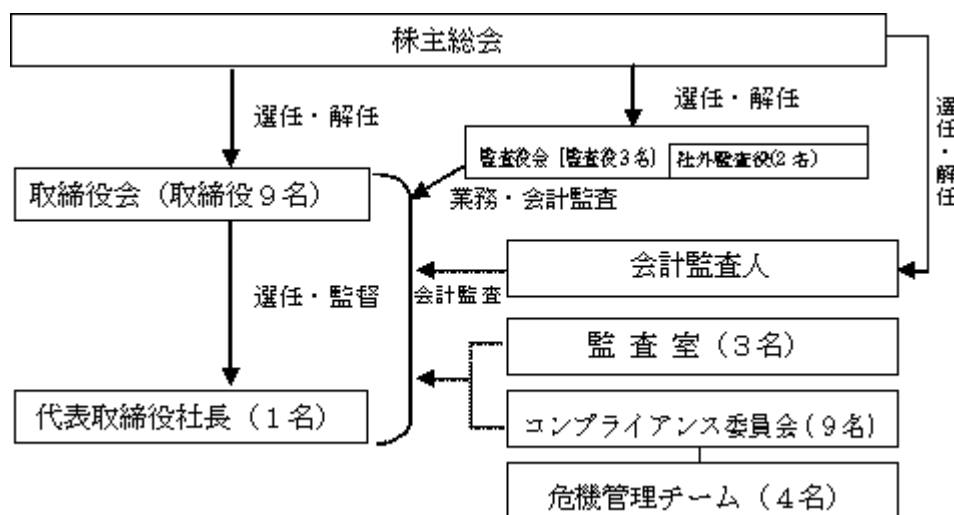 株主総会
選任・解任
選任・解任
選任・解任
監査役会［監査役３名］
社外監査役(２名)
取締役会（取締役９名）
業務・会計監査
会計監査人
会計監査
選任・監督
監 査 室（３名）
代表取締役社長（１名）
コンプライアンス委員会(９名)
危機管理チーム（４名）